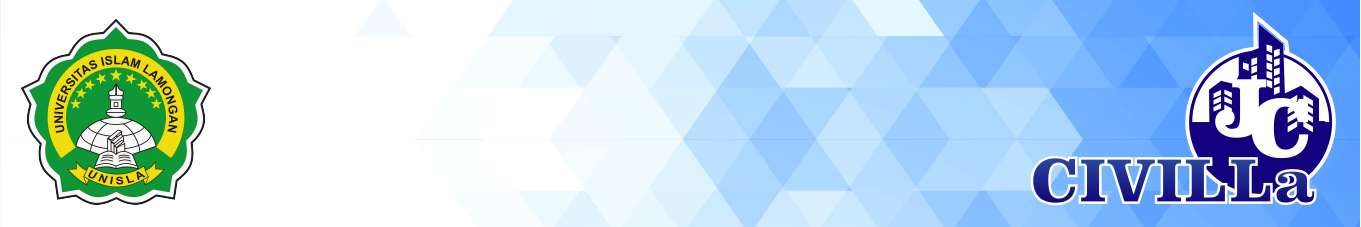 UNIVERSITAS ISLAM LAMONGAN
UNISLA
JC
CIVILLa